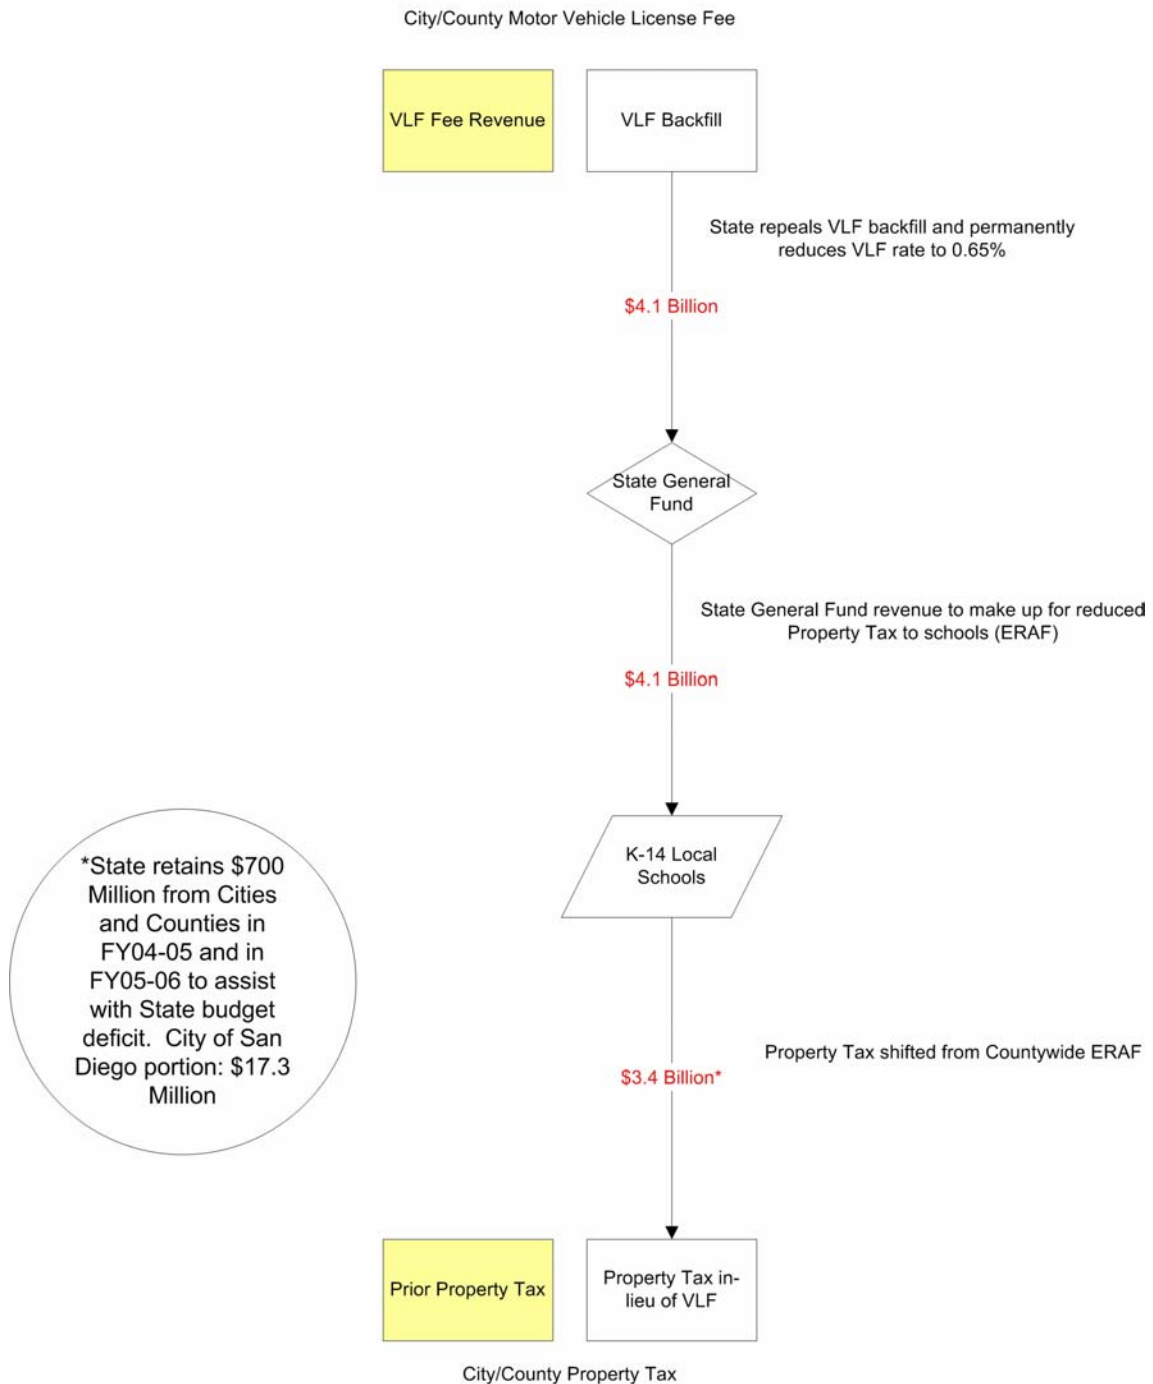 City/County Motor Vehicle License Fee
VLF Fee Revenue
VLF Backfill
State repeals VLF backfill and permanently
reduces VLF rate to 0.65%
$4.1 Billion
State General
Fund
State General Fund revenue to make up for reduced
Property Tax to schools (ERAF)
$4.1 Billion
K-14 Local
Schools
*State retains $700
Million from Cities
and Counties in
FY04-05 and in
FY05-06 to assist
with State budget
deficit.  City of San
Diego portion: $17.3
Million
Property Tax shifted from Countywide ERAF
$3.4 Billion*
Prior Property Tax
Property Tax in-
lieu of VLF
City/County Property Tax